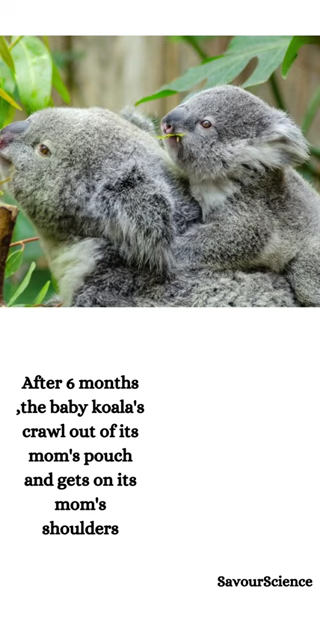 After 6 months
,the baby koala's
crawl out of its
mom's pouch
and gets on its
mom's
shoulders
SavourScience